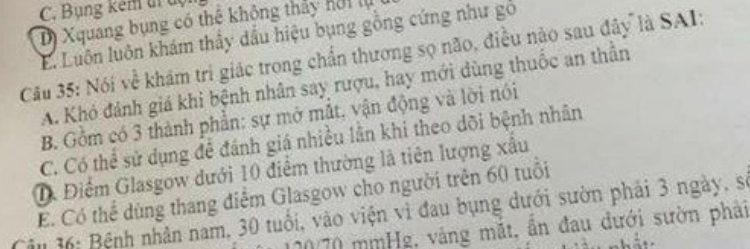 C. Bụng kém di
D. Xquang bụng có thể không thấy hơi tự do
E. Luôn luôn khám thấy dấu hiệu bụng gồng cứng như gỗ
Câu 35: Nói về khám tri giác trong chấn thương sọ não, điều nào sau đây là SAI:
A. Khó đánh giá khi bệnh nhân say rượu, hay mới dùng thuốc an thần
B. Gồm có 3 thành phần: sự mở mắt, vận động và lời nói
C. Có thể sử dụng để đánh giá nhiều lần khi theo dõi bệnh nhân
D. Điểm Glasgow dưới 10 điểm thường là tiên lượng xấu
E. Có thể dùng thang điểm Glasgow cho người trên 60 tuổi
Câu 36: Bệnh nhân nam, 30 tuổi, vào viện vì đau bụng dưới sườn phải 3 ngày, số
120/70 mmHg, vàng mắt, ấn đau dưới sườn phải